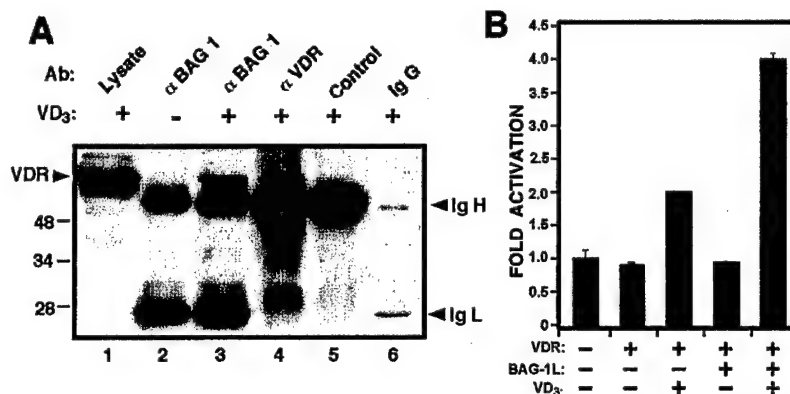 A
Ab: Lysate α BAG 1 α BAG 1 α VDR Control Ig G
VD₃: + - + + + +
VDR
48
34
28
Ig H
Ig L
1 2 3 4 5 6
B
FOLD ACTIVATION
4.5
4.0
3.5
3.0
2.5
2.0
1.5
1.0
0.5
0
VDR: - + + + +
BAG-1L: - - - + +
VD₃: - - + - +